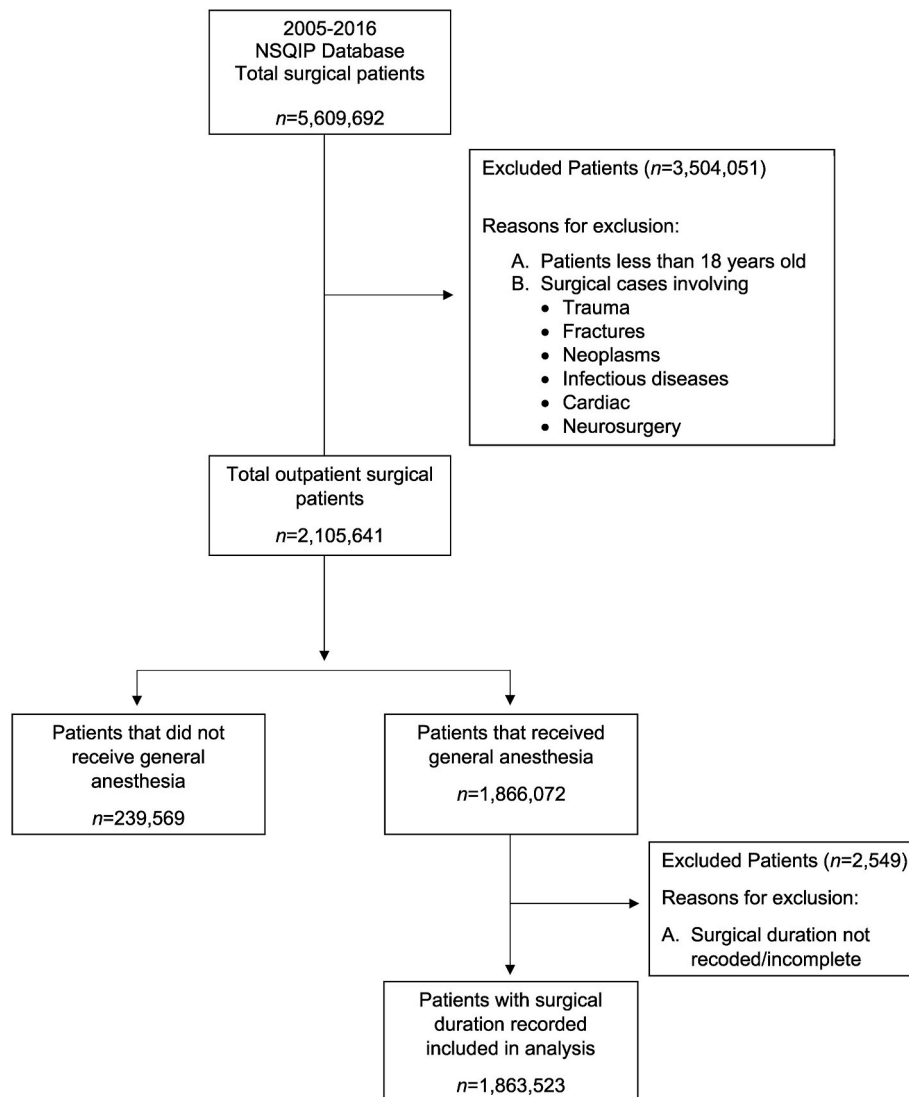 2005-2016
NSQIP Database
Total surgical patients
n=5,609,692
Excluded Patients (n=3,504,051)
Reasons for exclusion:
A. Patients less than 18 years old
B. Surgical cases involving
• Trauma
• Fractures
• Neoplasms
• Infectious diseases
• Cardiac
• Neurosurgery
Total outpatient surgical
patients
n=2,105,641
Patients that did not
receive general
anesthesia
n=239,569
Patients that received
general anesthesia
n=1,866,072
Excluded Patients (n=2,549)
Reasons for exclusion:
A. Surgical duration not
recoded/incomplete
Patients with surgical
duration recorded
included in analysis
n=1,863,523